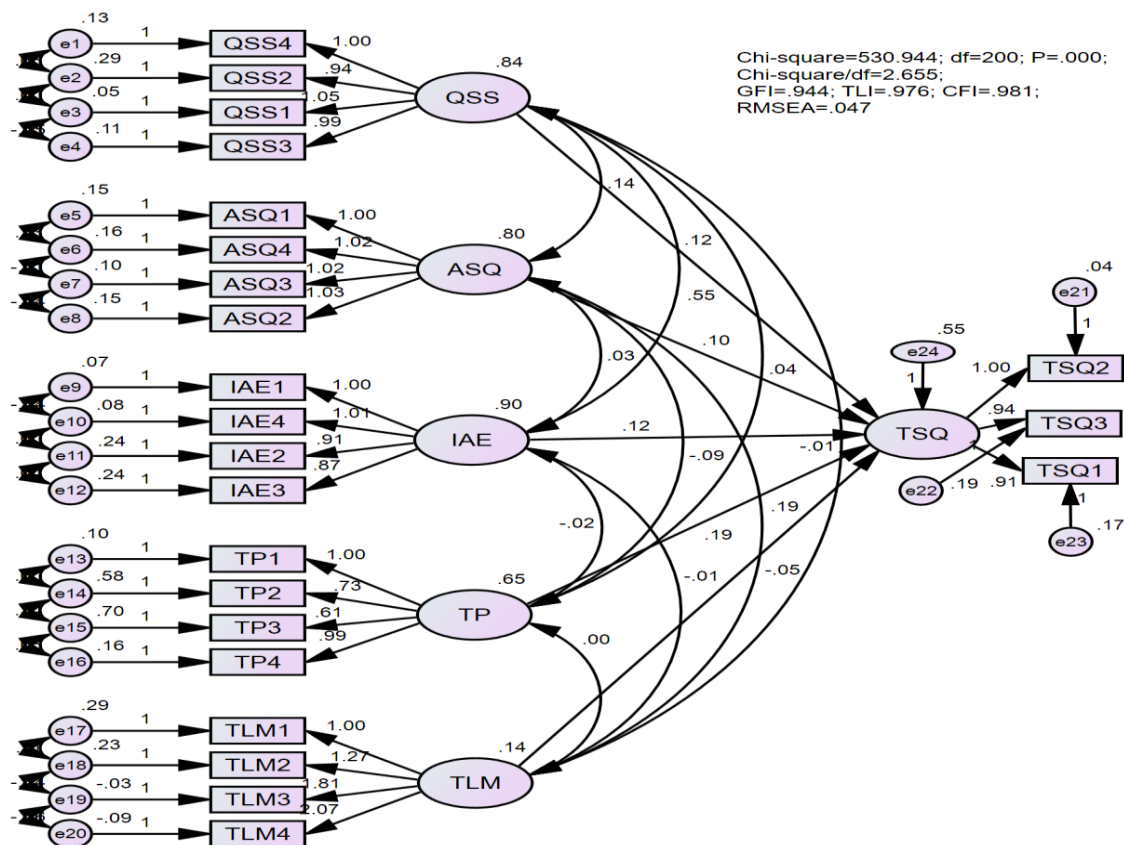 Chi-square=530.944; df=200; P=.000;
Chi-square/df=2.655;
GFI=.944; TLI=.976; CFI=.981;
RMSEA=.047
.13
e1 1 QSS4 1.00
.29
e2 1 QSS2 .94
.05
e3 1 QSS1 1.05
.11
e4 1 QSS3 .99
.84
QSS
.15
e5 1 ASQ1 1.00
.16
e6 1 ASQ4 1.02
.10
e7 1 ASQ3 1.02
.15
e8 1 ASQ2 1.03
.80
ASQ
.07
e9 1 IAE1 1.00
.08
e10 1 IAE4 1.01
.24
e11 1 IAE2 .91
.24
e12 1 IAE3 .87
.90
IAE
.10
e13 1 TP1 1.00
.58
e14 1 TP2 .73
.70
e15 1 TP3 .61
.16
e16 1 TP4 .99
.65
TP
.29
e17 1 TLM1 1.00
.23
e18 1 TLM2 1.27
-.03
e19 1 TLM3 1.81
-.09
e20 1 TLM4 2.07
.14
TLM
.14
.12
.55
.10
.03
.04
.12
-.01
-.09
-.02
.19
.19
-.01
-.05
.00
.55
e24
1
TSQ
.04
e21
1
1.00
TSQ2
.94
TSQ3
1
e22 .19
.91
TSQ1
1
e23 .17